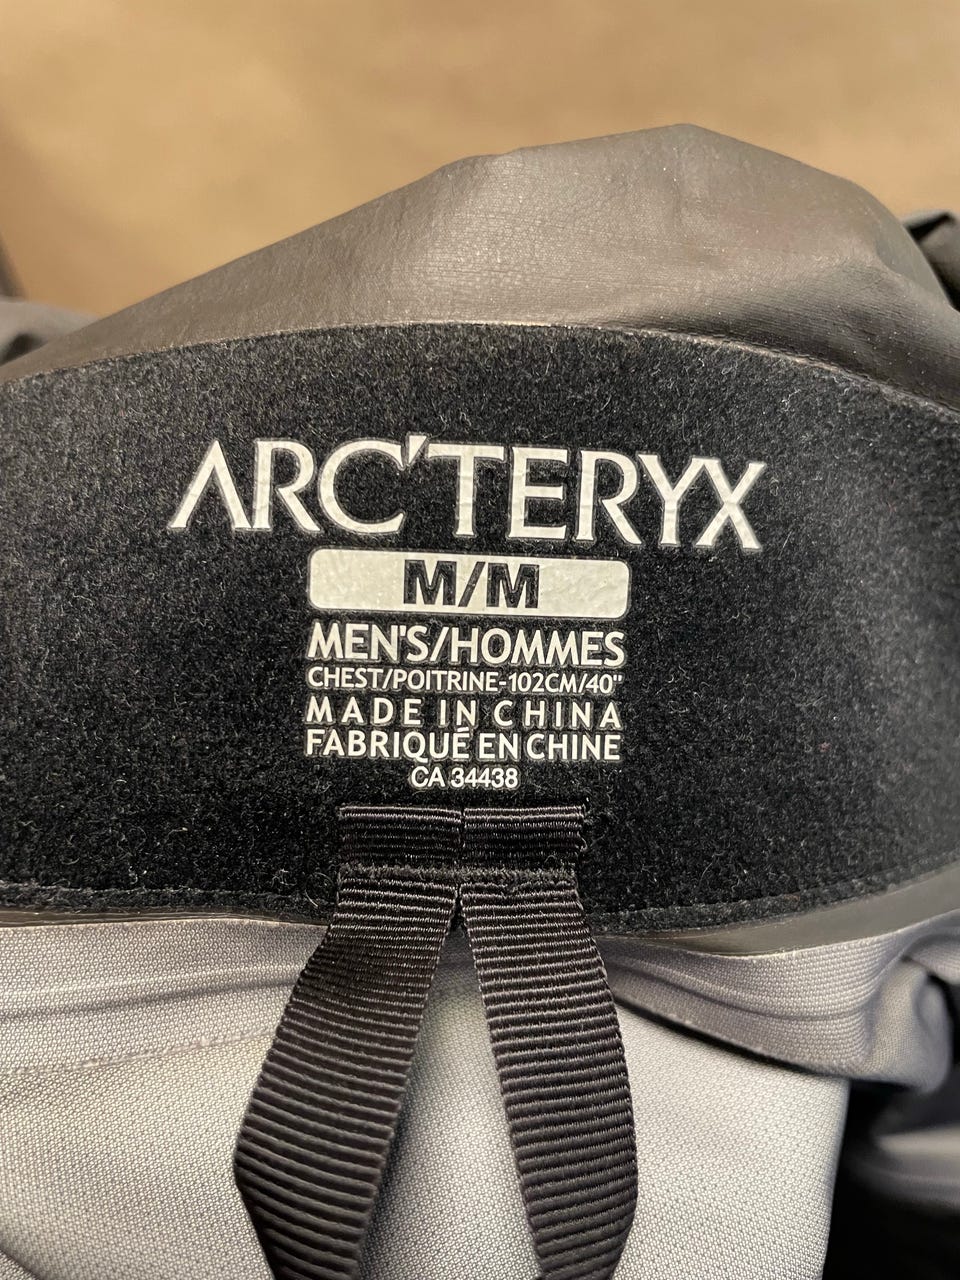 ARC'TERYX
M/M
MEN'S/HOMMES
CHEST/POITRINE-102CM/40"
MADE IN CHINA
FABRIQUÉ EN CHINE
CA 34438